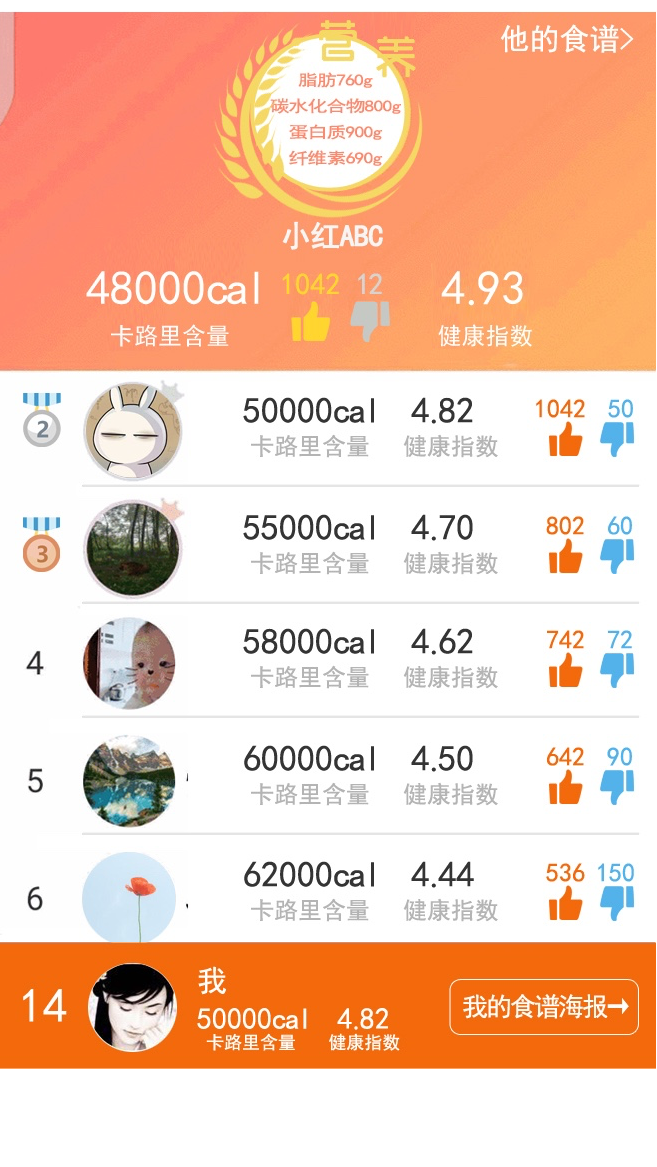 他的食谱>
营养
脂肪760g
碳水化合物800g
蛋白质900g
纤维素690g
小红ABC
48000cal 1042 12 4.93
卡路里含量 健康指数
2 50000cal 4.82 1042 50
卡路里含量 健康指数
3 55000cal 4.70 802 60
卡路里含量 健康指数
4 58000cal 4.62 742 72
卡路里含量 健康指数
5 60000cal 4.50 642 90
卡路里含量 健康指数
6 62000cal 4.44 536 150
卡路里含量 健康指数
14 我
50000cal 4.82
卡路里含量 健康指数
我的食谱海报→